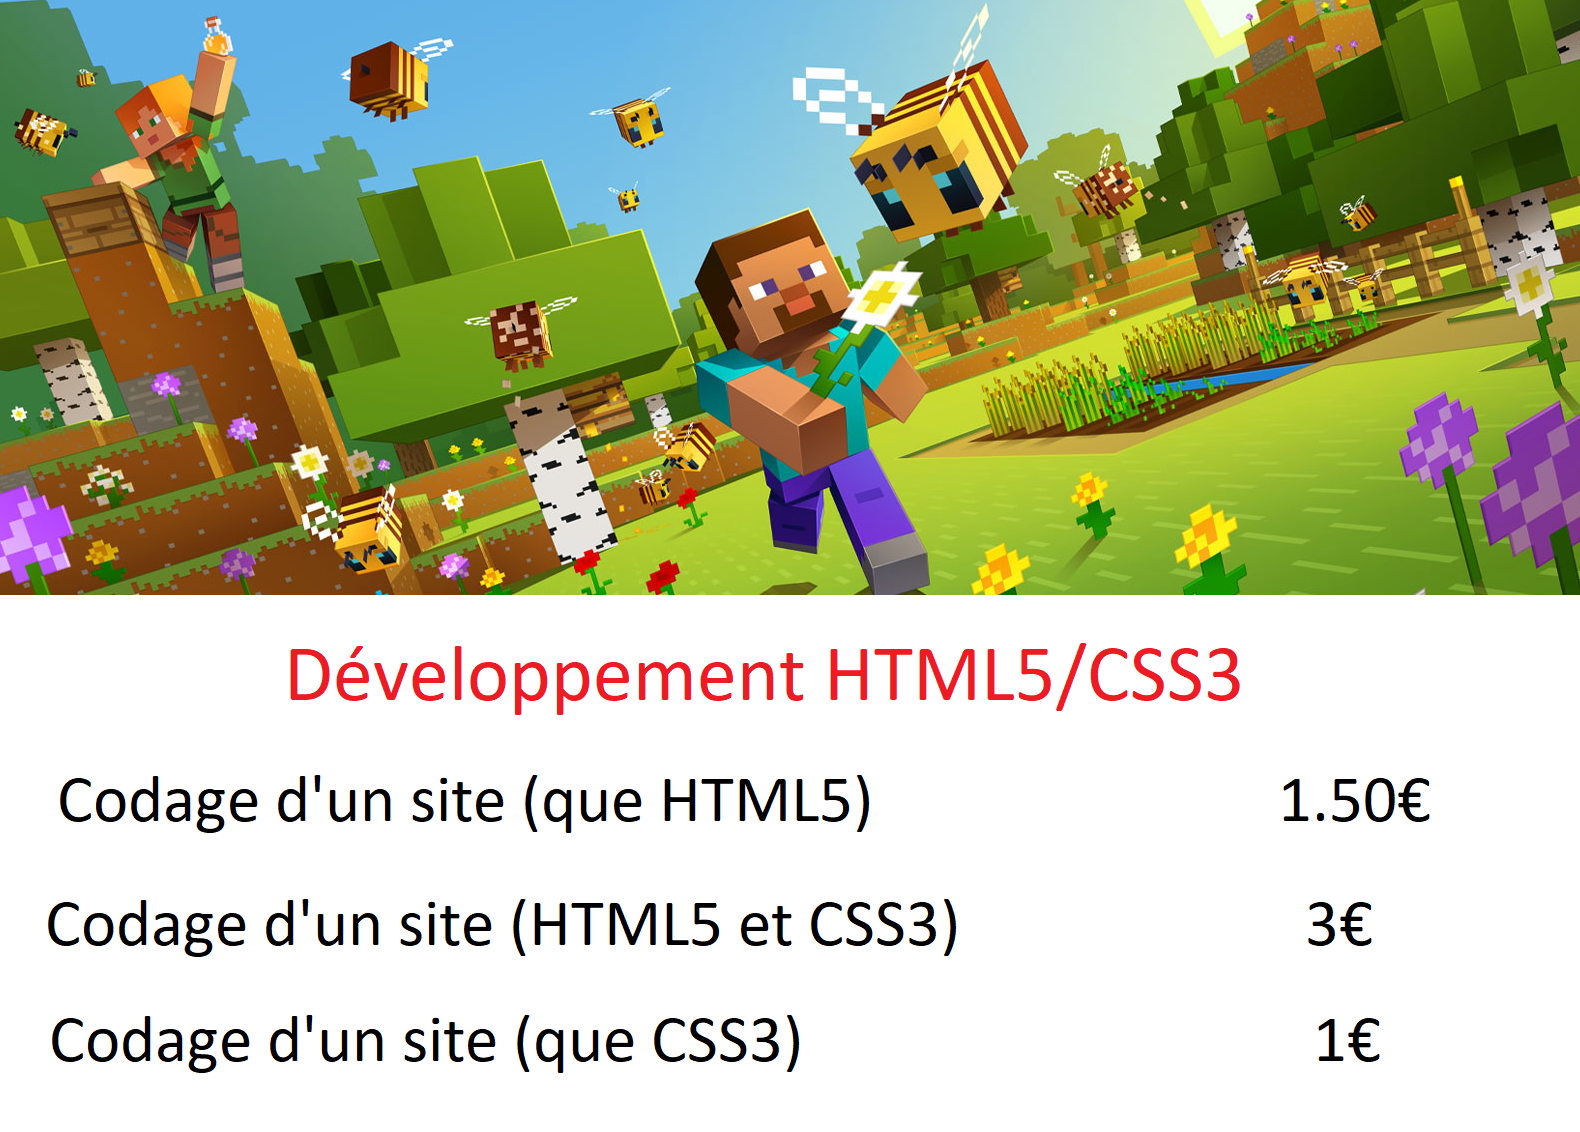 Développement HTML5/CSS3
Codage d'un site (que HTML5) 1.50€
Codage d'un site (HTML5 et CSS3) 3€
Codage d'un site (que CSS3) 1€